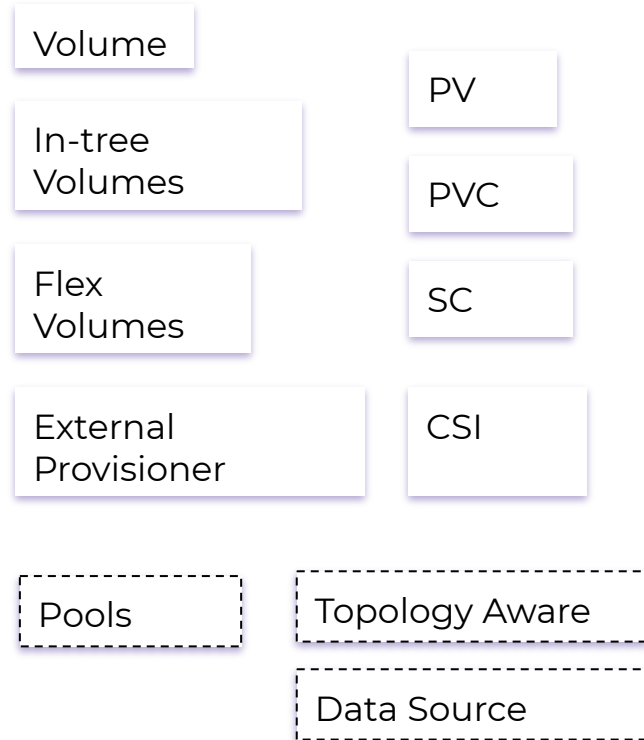 Volume
In-tree
Volumes
Flex
Volumes
External
Provisioner
PV
PVC
SC
CSI
Pools
Topology Aware
Data Source